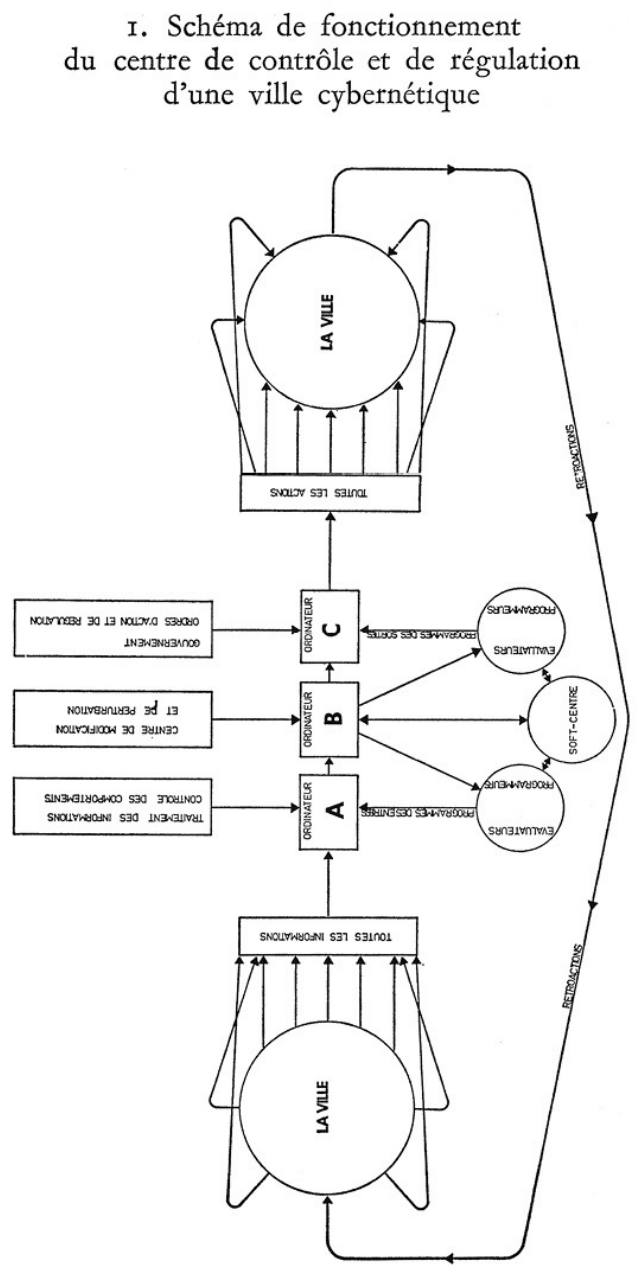 1. Schéma de fonctionnement
du centre de contrôle et de régulation
d'une ville cybernétique
LA VILLE
RETROACTIONS
TOUTES LES ACTIONS
GOUVERNEMENT
ORDRES D'ACTION ET DE REGULATION
ORDINATEUR
C
PROGRAMMES DES SORTIES
EVALUATEURS
PROGRAMMEURS
CENTRE DE MODIFICATION
ET DE PERTURBATION
ORDINATEUR
B
SOFT-CENTRE
TRAITEMENT DES INFORMATIONS
CONTROLE DES COMPORTEMENTS
ORDINATEUR
A
PROGRAMMES DES ENTREES
EVALUATEURS
PROGRAMMEURS
TOUTES LES INFORMATIONS
RETROACTIONS
LA VILLE